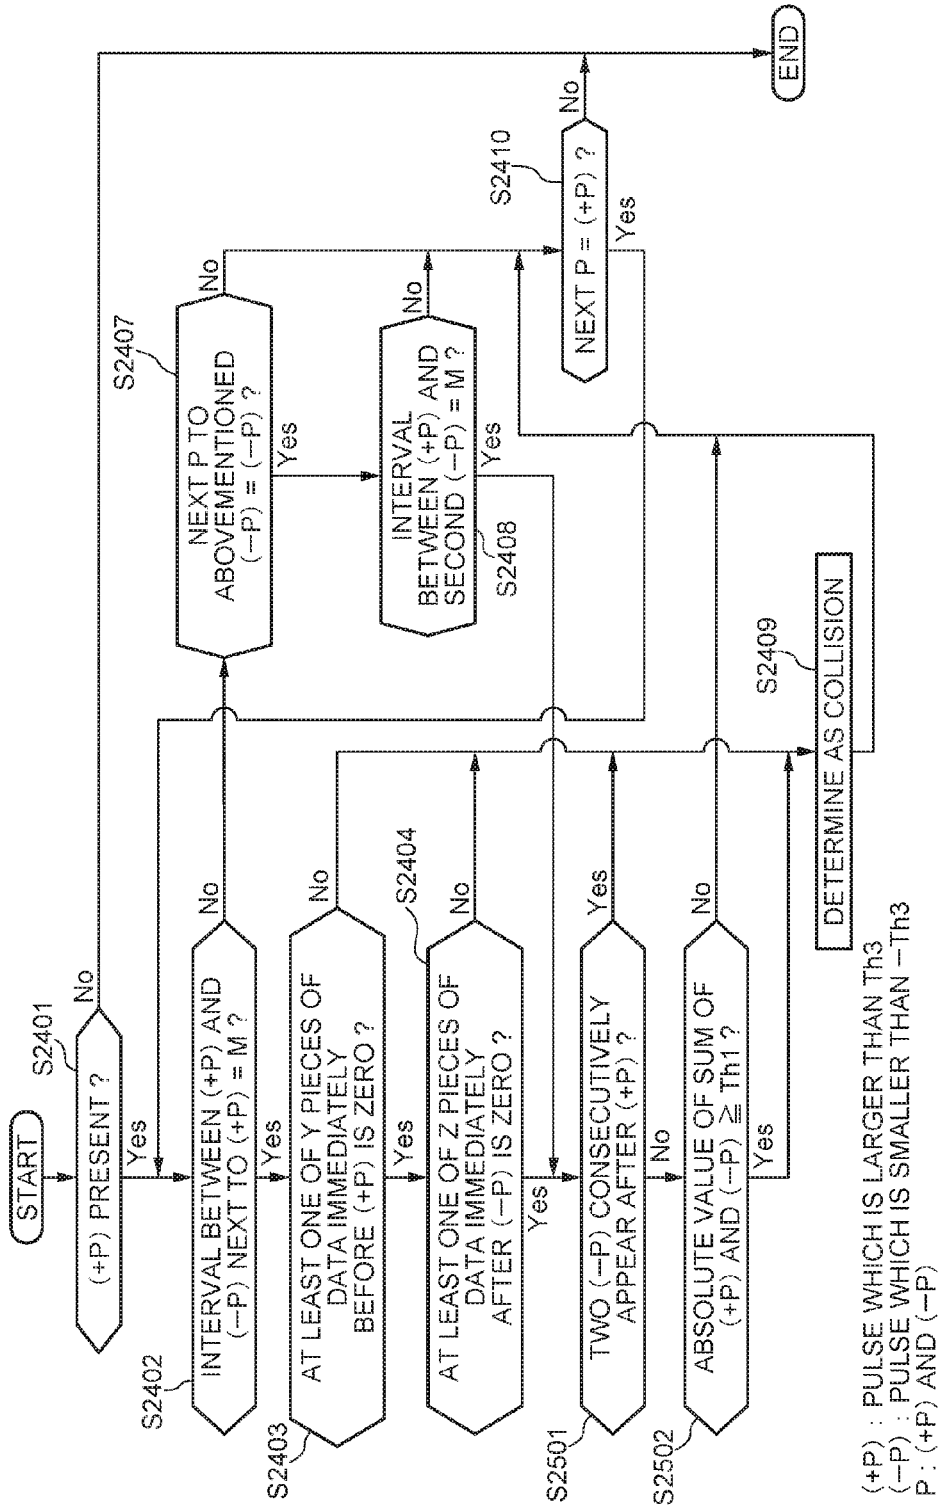 START
S2401
(+P) PRESENT ?
No
Yes
S2402
INTERVAL BETWEEN (+P) AND
(−P) NEXT TO (+P) = M ?
No
Yes
S2403
AT LEAST ONE OF Y PIECES OF
DATA IMMEDIATELY
BEFORE (+P) IS ZERO ?
No
Yes
S2404
AT LEAST ONE OF Z PIECES OF
DATA IMMEDIATELY
AFTER (−P) IS ZERO ?
No
Yes
S2501
TWO (−P) CONSECUTIVELY
APPEAR AFTER (+P) ?
Yes
No
S2502
ABSOLUTE VALUE OF SUM OF
(+P) AND (−P) ≧ Th1 ?
No
Yes
S2407
NEXT P TO
ABOVEMENTIONED
(−P) = (−P) ?
No
Yes
S2408
INTERVAL
BETWEEN (+P) AND
SECOND (−P) = M ?
No
Yes
S2409
DETERMINE AS COLLISION
S2410
NEXT P = (+P) ?
No
Yes
END
(+P) : PULSE WHICH IS LARGER THAN Th3
(−P) : PULSE WHICH IS SMALLER THAN −Th3
P : (+P) AND (−P)